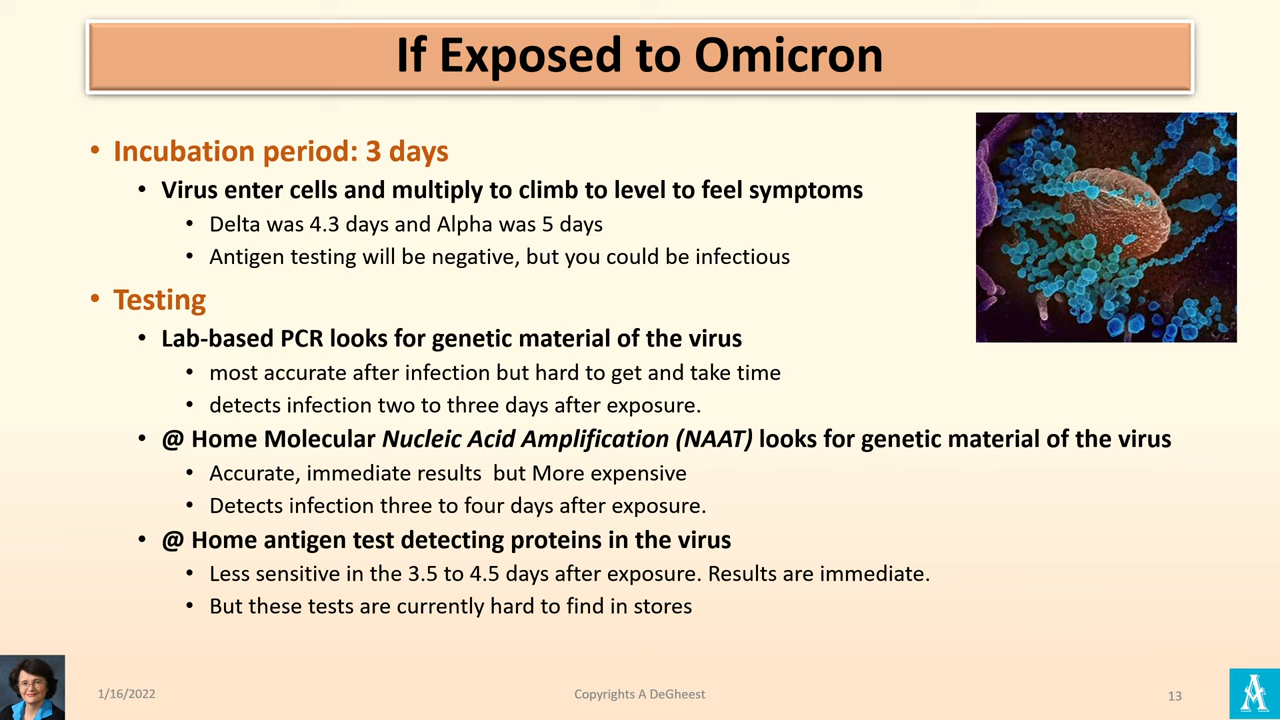 If Exposed to Omicron
• Incubation period: 3 days
• Virus enter cells and multiply to climb to level to feel symptoms
• Delta was 4.3 days and Alpha was 5 days
• Antigen testing will be negative, but you could be infectious
• Testing
• Lab-based PCR looks for genetic material of the virus
• most accurate after infection but hard to get and take time
• detects infection two to three days after exposure.
• @ Home Molecular Nucleic Acid Amplification (NAAT) looks for genetic material of the virus
• Accurate, immediate results  but More expensive
• Detects infection three to four days after exposure.
• @ Home antigen test detecting proteins in the virus
• Less sensitive in the 3.5 to 4.5 days after exposure. Results are immediate.
• But these tests are currently hard to find in stores
1/16/2022
Copyrights A DeGheest
13
A